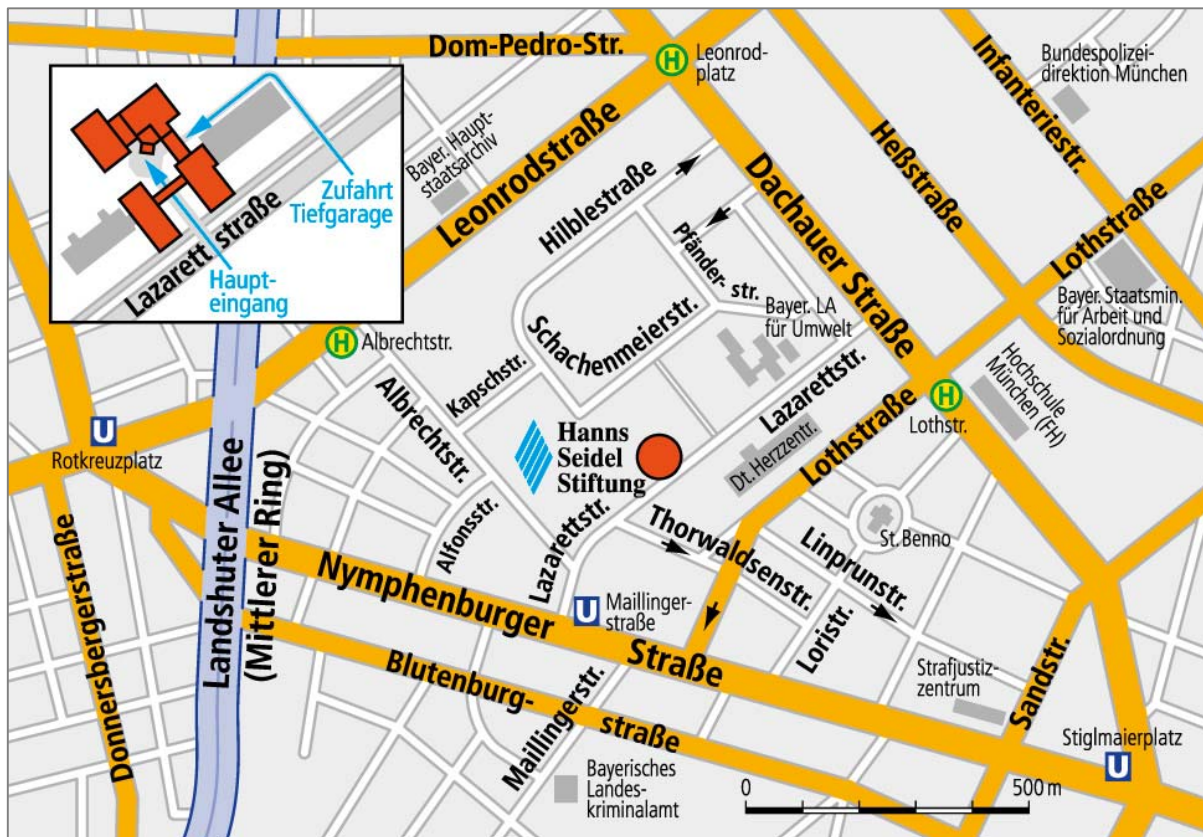 Dom-Pedro-Str.
H
Leonrod-
platz
Infanteriestr.
Bundespolizei-
direktion München
Heßstraße
Bayer. Haupt-
staatsarchiv
Leonrodstraße
Hilblestraße
Dachauer Straße
Lothstraße
Zufahrt
Tiefgarage
Lazarett straße
Haupt-
eingang
Pfänder- str.
Schachenmeierstr.
Bayer. LA
für Umwelt
Bayer. Staatsmin.
für Arbeit und
Sozialordnung
H
Albrechtstr.
Kapschstr.
Albrechtstr.
Lazarettstr.
Lothstraße
Hochschule
München (FH)
H
Lothstr.
U
Rotkreuzplatz
Hanns
Seidel
Stiftung
Dt. Herzzentr.
Alfonsstr.
Lazarettstr.
Thorwaldsenstr.
Linprunstr.
St. Benno
Donnersbergerstraße
Landshuter Allee
(Mittlerer Ring)
Nymphenburger
Straße
U
Maillinger-
straße
Loristr.
Blutenburg-
straße
Maillingerstr.
Strafjustiz-
zentrum
Sandstr.
Stiglmaierplatz
U
Bayerisches
Landes-
kriminalamt
0
500 m